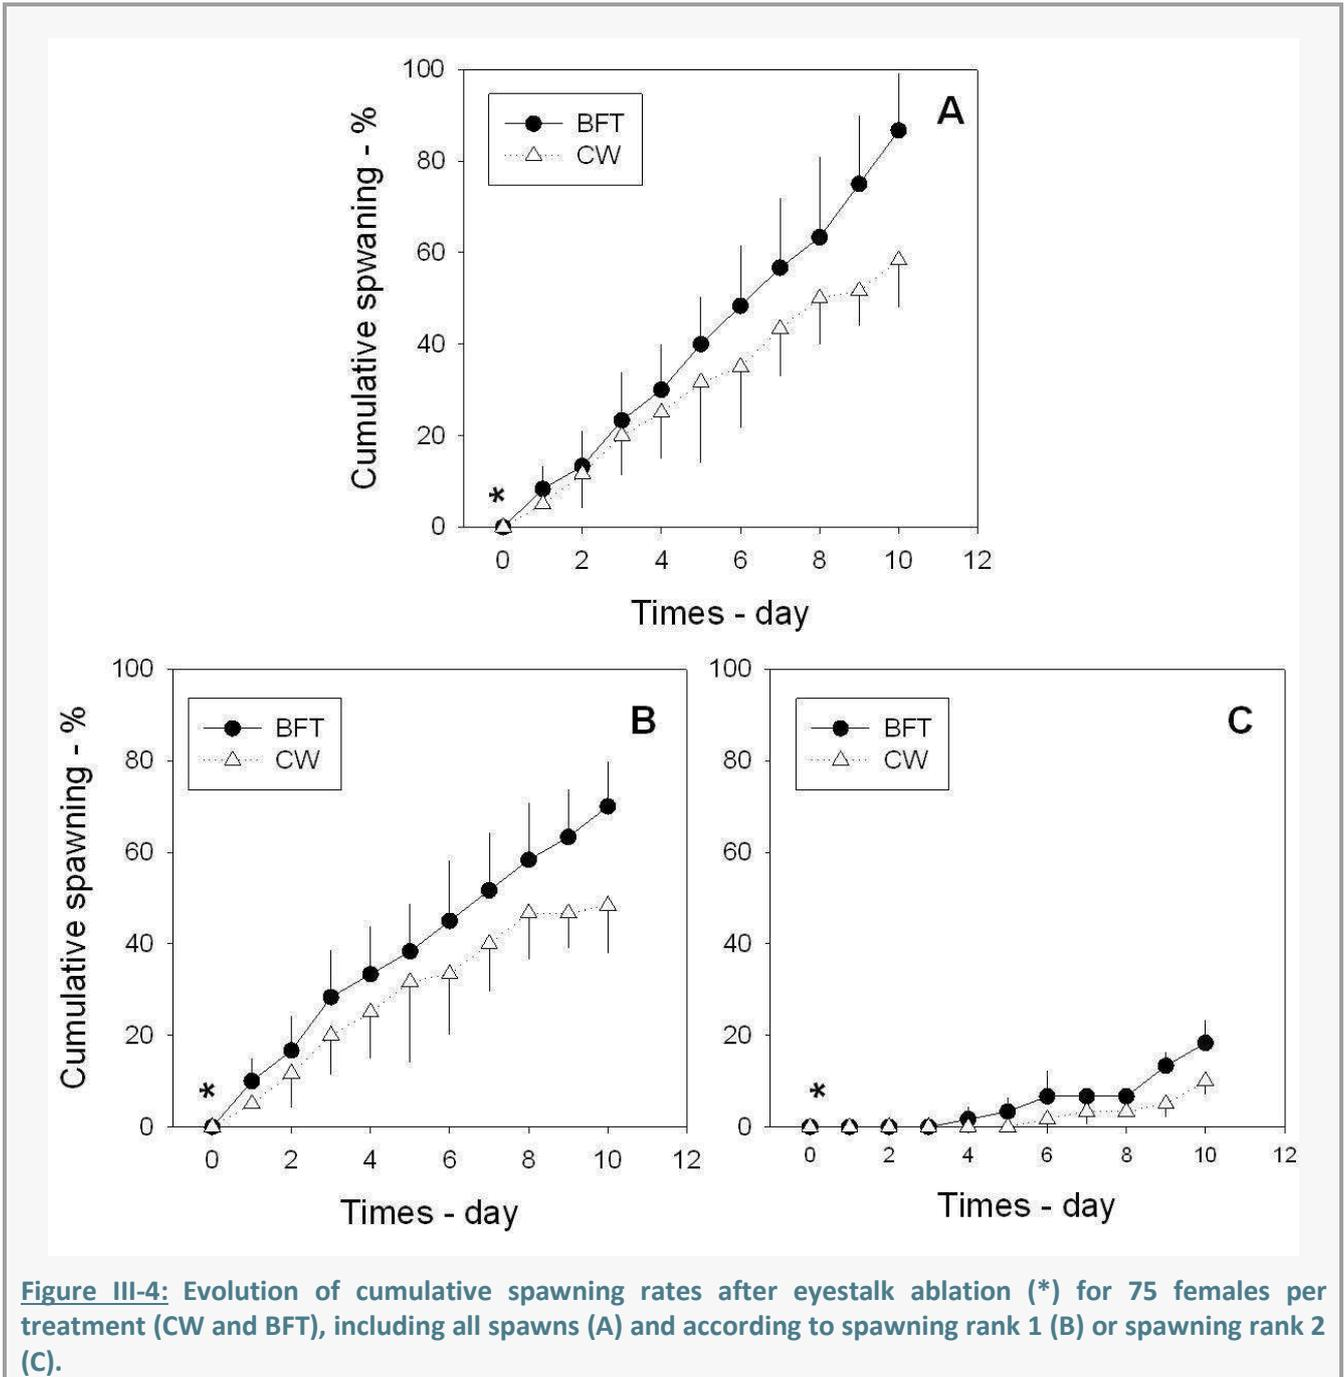 100
80
60
40
20
0
Cumulative spwaning - %
BFT
CW
A
*
0 2 4 6 8 10 12
Times - day
100
80
60
40
20
0
Cumulative spawning - %
BFT
CW
B
*
0 2 4 6 8 10 12
Times - day
100
80
60
40
20
0
BFT
CW
C
*
0 2 4 6 8 10 12
Times - day
Figure III-4: Evolution of cumulative spawning rates after eyestalk ablation (*) for 75 females per
treatment (CW and BFT), including all spawns (A) and according to spawning rank 1 (B) or spawning rank 2
(C).